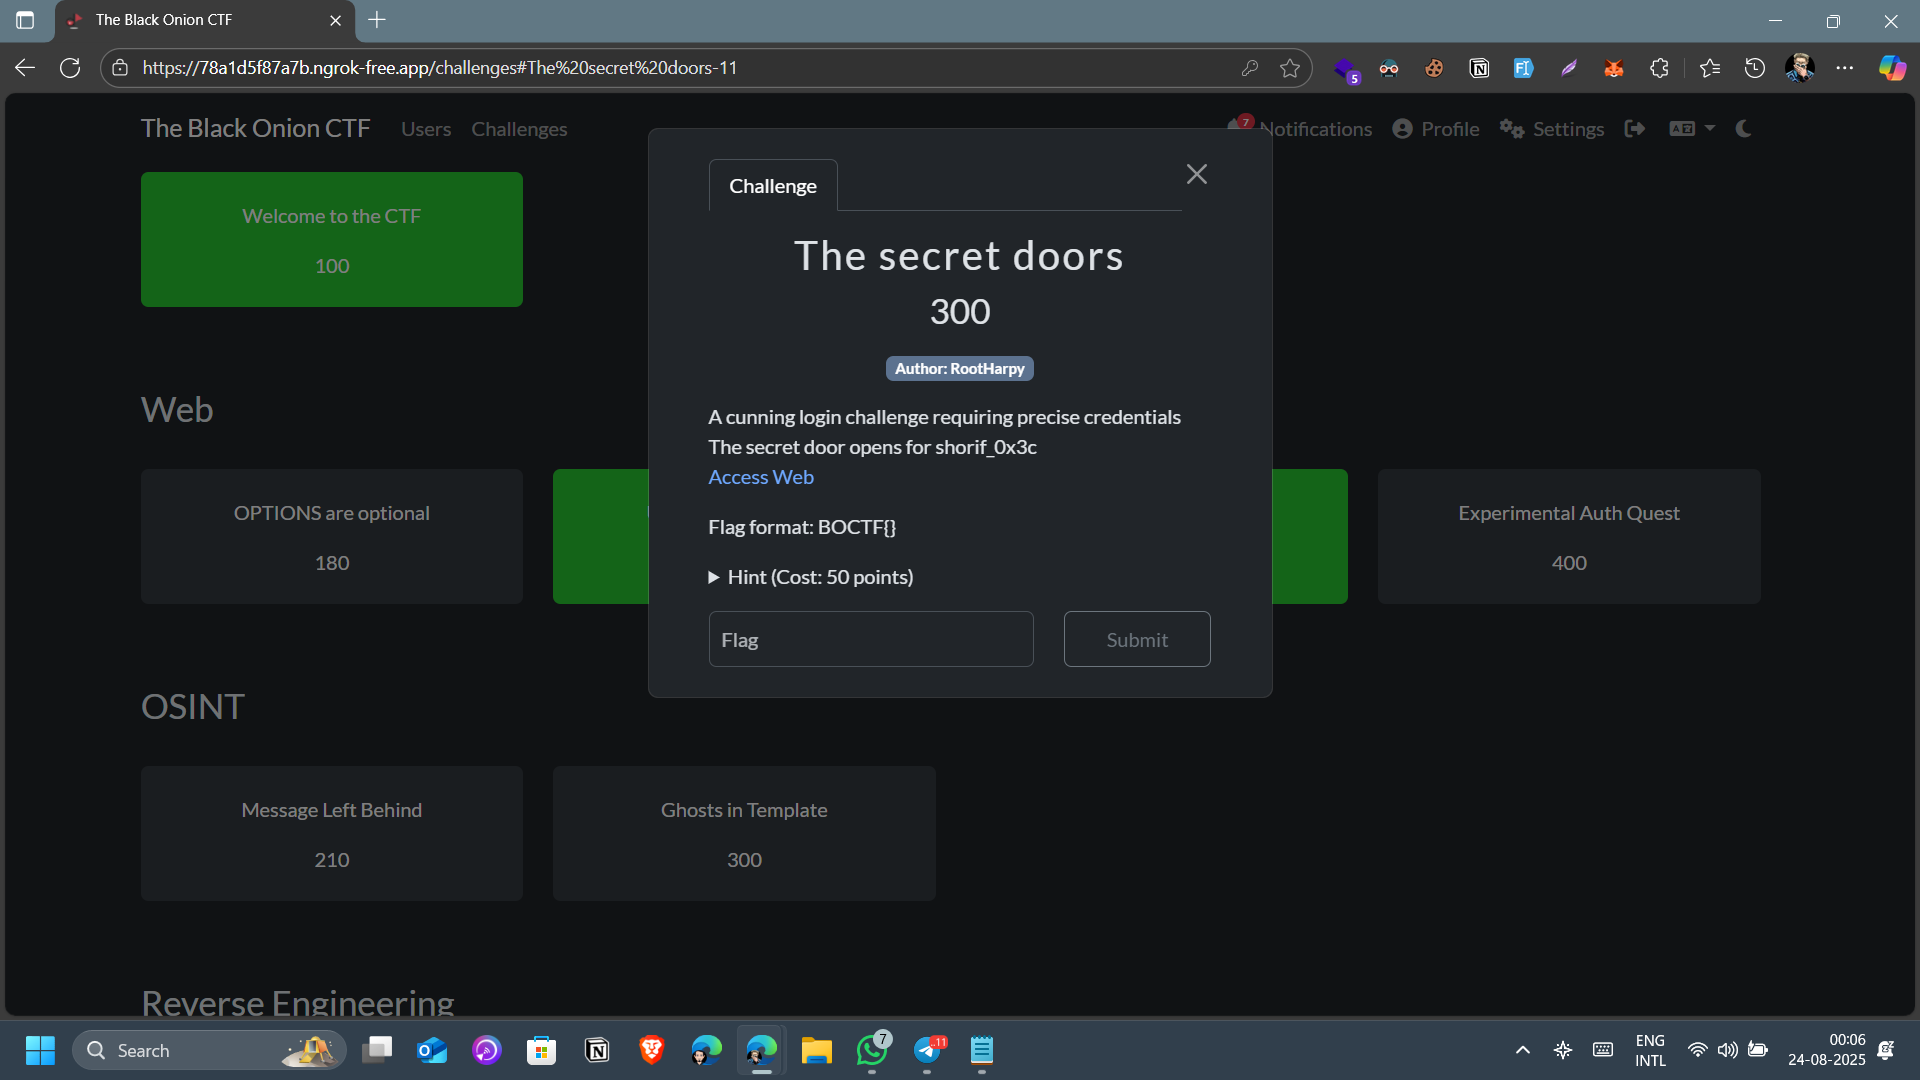 The Black Onion CTF
https://78a1d5f87a7b.ngrok-free.app/challenges#The%20secret%20doors-11
5
The Black Onion CTF
Users
Challenges
7
Notifications
Profile
Settings
Welcome to the CTF
100
Challenge
The secret doors
300
Author: RootHarpy
A cunning login challenge requiring precise credentials
The secret door opens for shorif_0x3c
Access Web
Flag format: BOCTF{}
Hint (Cost: 50 points)
Flag
Submit
Web
OPTIONS are optional
180
Experimental Auth Quest
400
OSINT
Message Left Behind
210
Ghosts in Template
300
Reverse Engineering
Search
7
11
ENG
INTL
00:06
24-08-2025